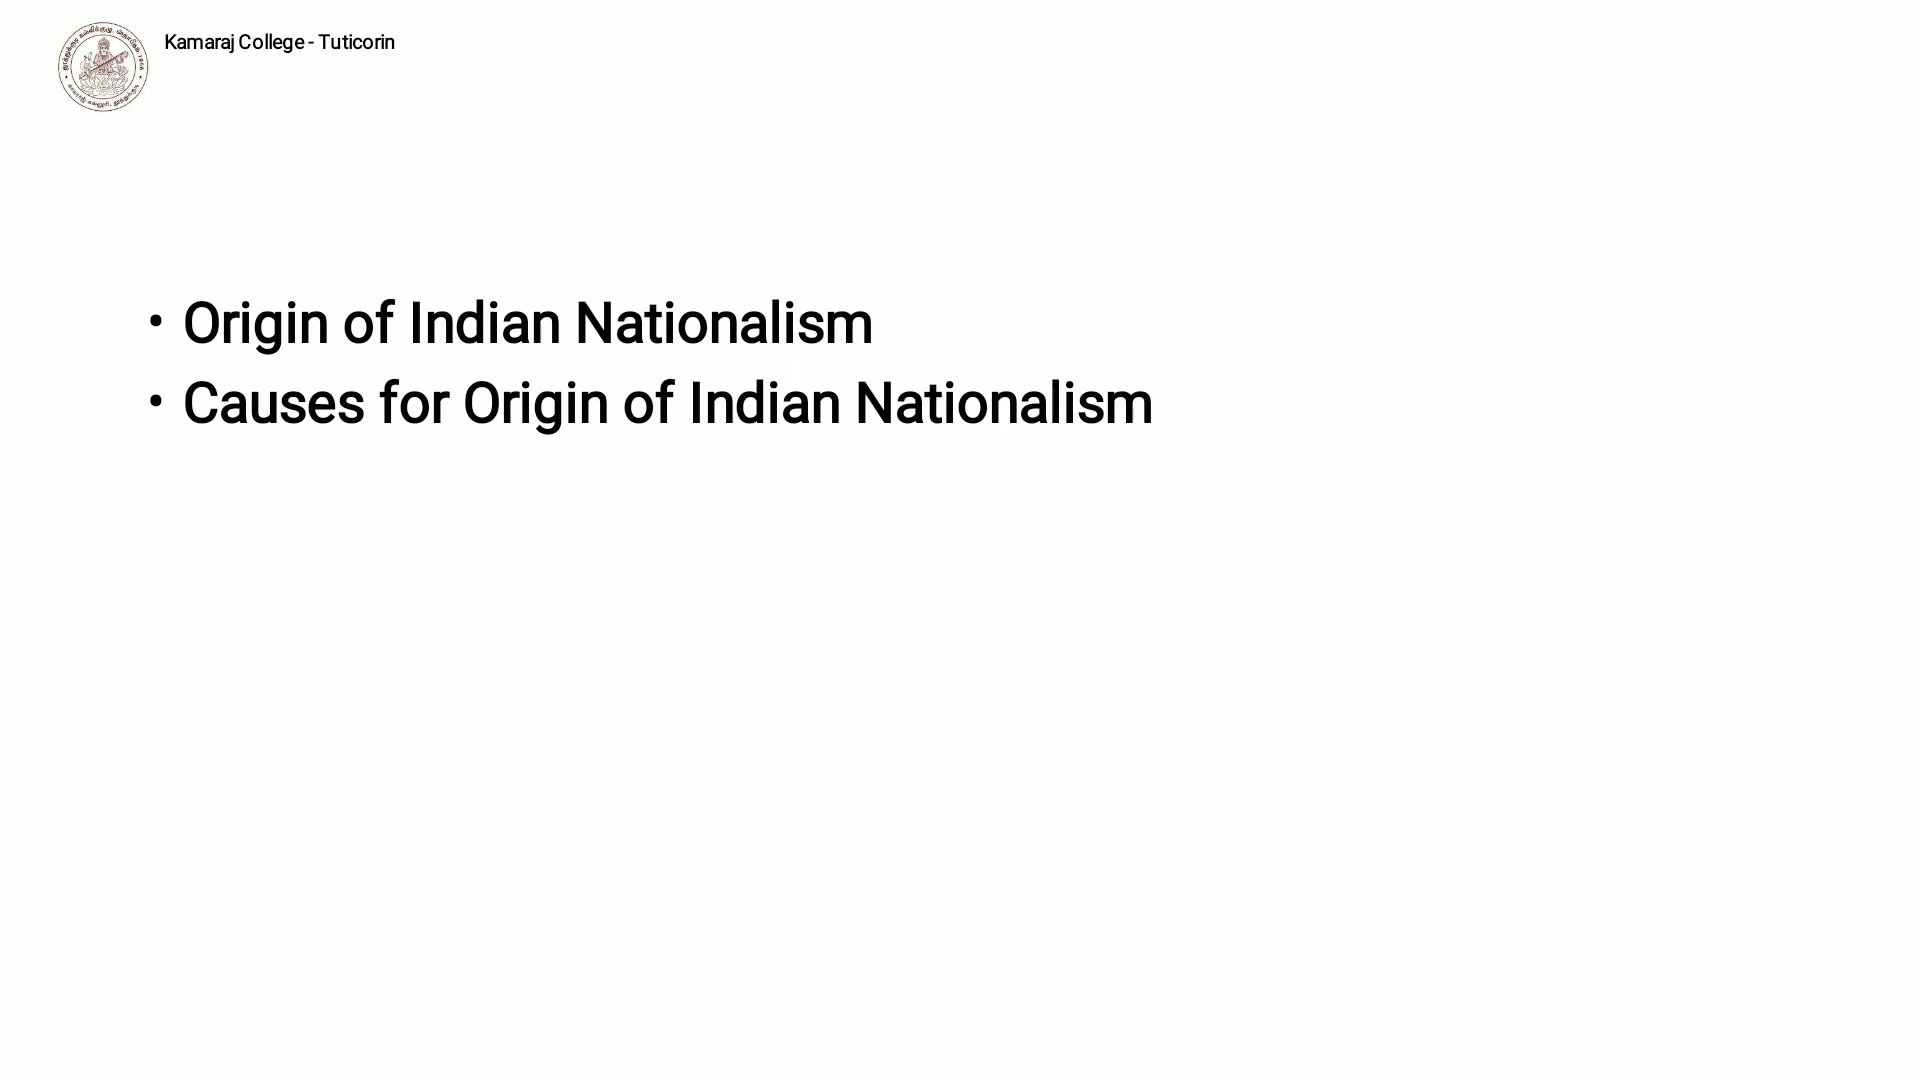 Kamaraj College - Tuticorin
• Origin of Indian Nationalism
• Causes for Origin of Indian Nationalism